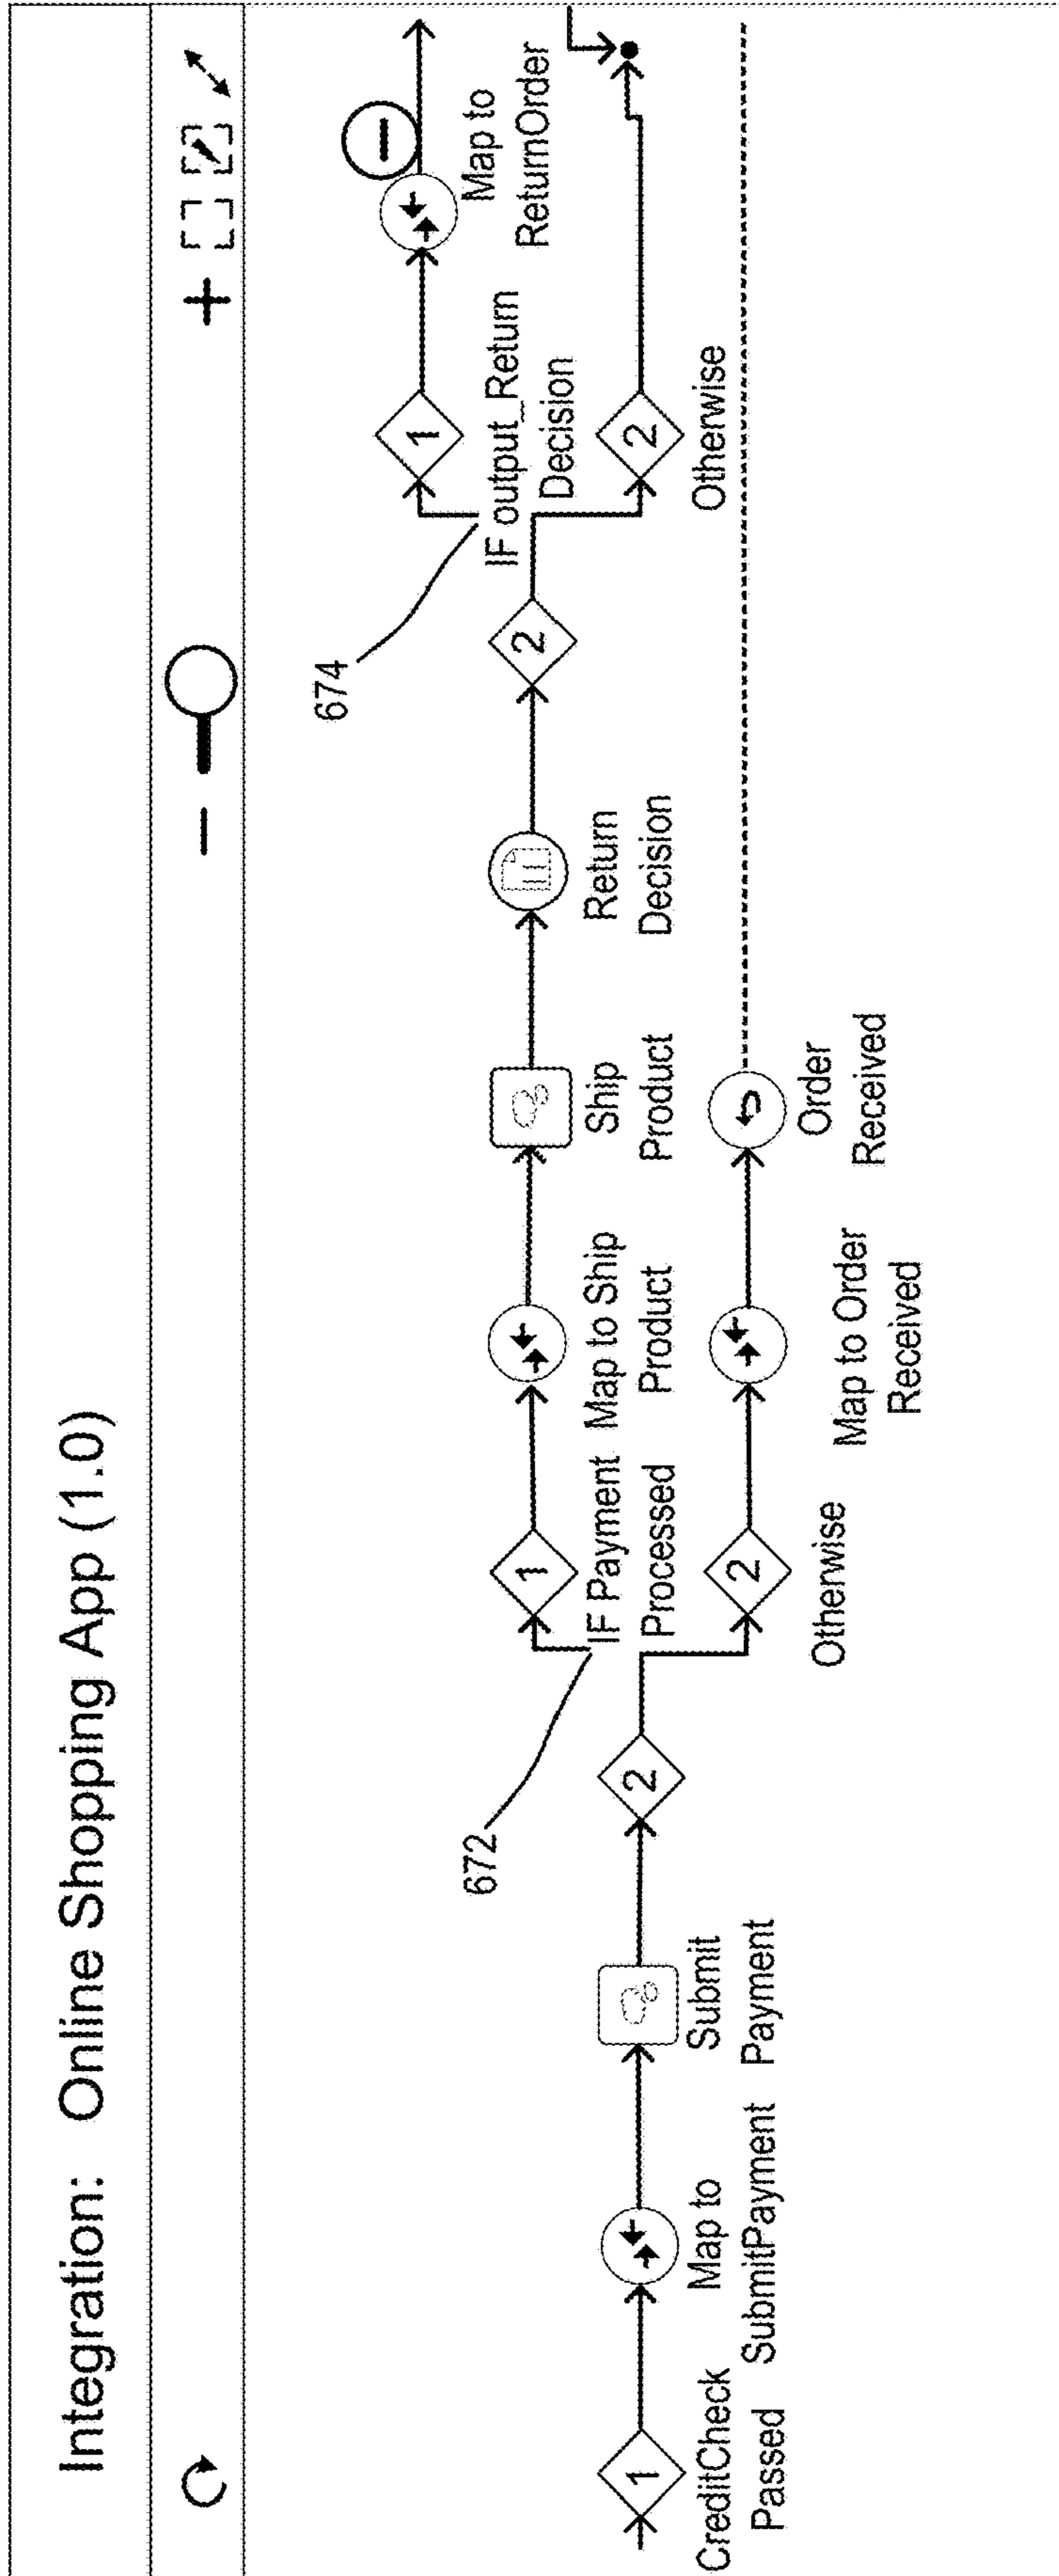 Integration: Online Shopping App (1.0)
674
1
Map to
ReturnOrder
IF output_Return
Decision
2
2
Otherwise
672
1
IF Payment
Processed
Map to Ship
Product
Ship
Product
Return
Decision
1
CreditCheck
Passed
Map to
SubmitPayment
Submit
Payment
2
2
Otherwise
Map to Order
Received
Order
Received